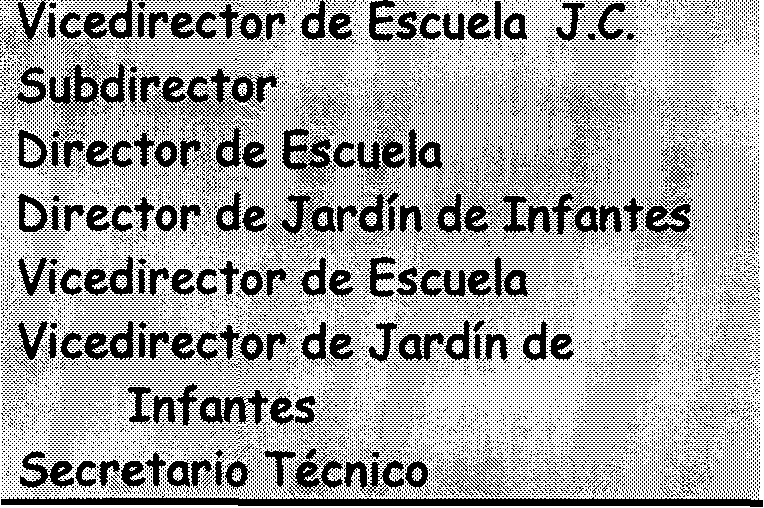 Vicedirector de Escuela J.C.
Subdirector
Director de Escuela
Director de Jardín de Infantes
Vicedirector de Escuela
Vicedirector de Jardín de
Infantes
Secretario Técnico